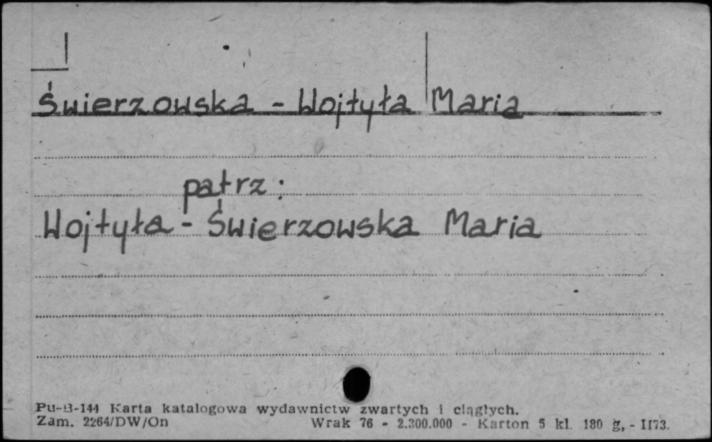 Świerzowska - Wojtyła Maria
patrz:
Wojtyła - Świerzowska Maria
Pu-B-144 Karta katalogowa wydawnictw zwartych i ciągłych.
Zam. 2264/DW/On Wrak 76 - 2.300.000 - Karton 5 kl. 180 g, - II73.